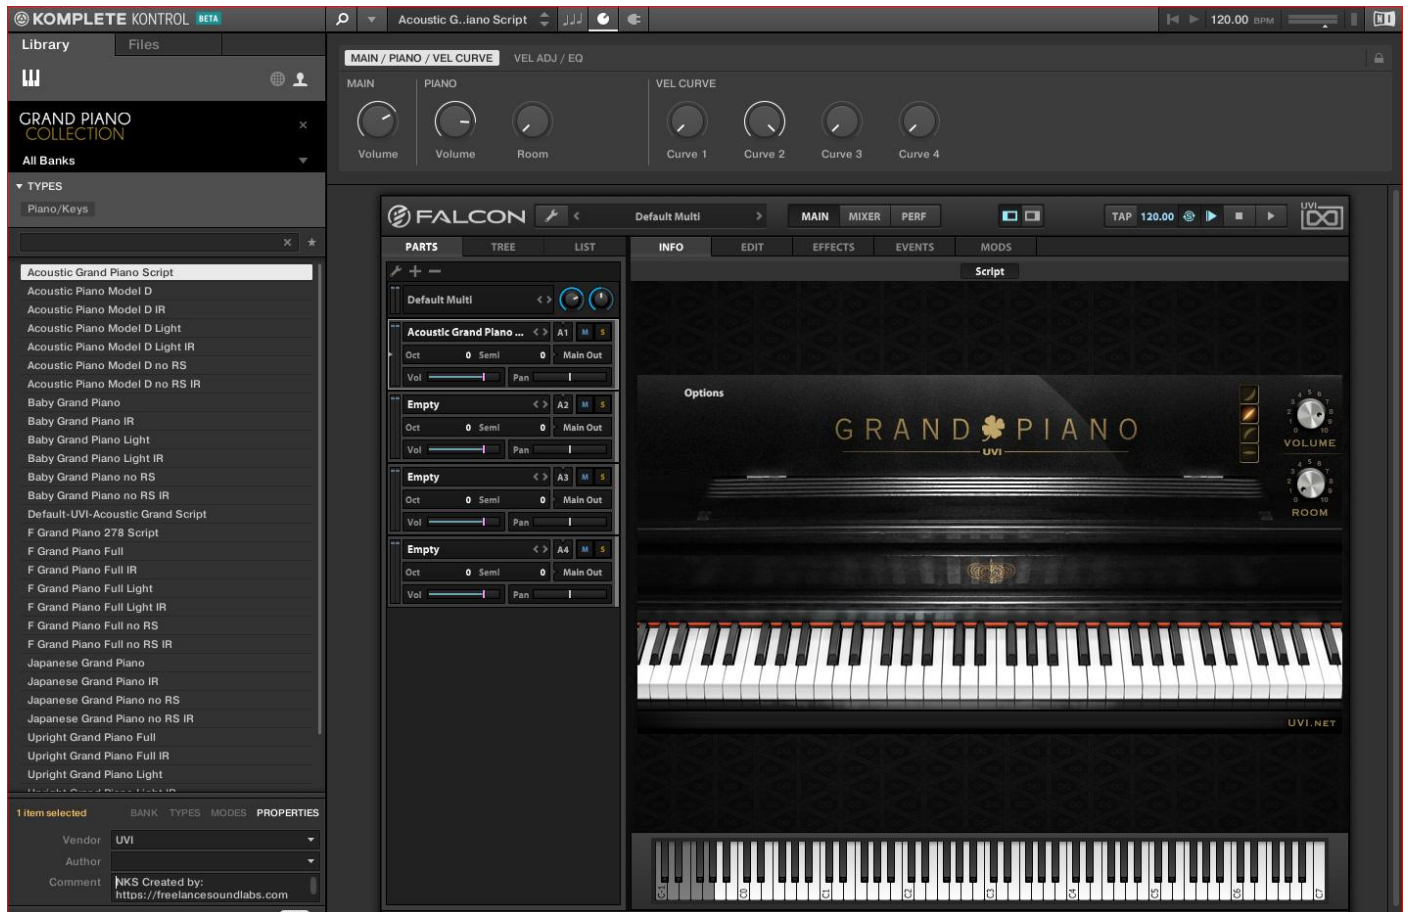 KOMPLETE KONTROL BETA
Acoustic G..iano Script
120.00 BPM
Library
Files
MAIN / PIANO / VEL CURVE
VEL ADJ / EQ
MAIN
PIANO
VEL CURVE
Volume
Volume
Room
Curve 1
Curve 2
Curve 3
Curve 4
GRAND PIANO
COLLECTION
All Banks
TYPES
Piano/Keys
Acoustic Grand Piano Script
Acoustic Piano Model D
Acoustic Piano Model D IR
Acoustic Piano Model D Light
Acoustic Piano Model D Light IR
Acoustic Piano Model D no RS
Acoustic Piano Model D no RS IR
Baby Grand Piano
Baby Grand Piano IR
Baby Grand Piano Light
Baby Grand Piano Light IR
Baby Grand Piano no RS
Baby Grand Piano no RS IR
Default-UVI-Acoustic Grand Script
F Grand Piano 278 Script
F Grand Piano Full
F Grand Piano Full IR
F Grand Piano Full Light
F Grand Piano Full Light IR
F Grand Piano Full no RS
F Grand Piano Full no RS IR
Japanese Grand Piano
Japanese Grand Piano IR
Japanese Grand Piano no RS
Japanese Grand Piano no RS IR
Upright Grand Piano Full
Upright Grand Piano Full IR
Upright Grand Piano Light
1 item selected
BANK TYPES MODES PROPERTIES
Vendor UVI
Author
Comment NKS Created by:
https://freelancesoundlabs.com
FALCON
Default Multi
MAIN MIXER PERF
TAP 120.00
UVI
PARTS TREE LIST
INFO EDIT EFFECTS EVENTS MODS
Script
Default Multi
Acoustic Grand Piano ... A1 M S
Oct 0 Semi 0 Main Out
Vol Pan
Empty A2 M S
Oct 0 Semi 0 Main Out
Vol Pan
Empty A3 M S
Oct 0 Semi 0 Main Out
Vol Pan
Empty A4 M S
Oct 0 Semi 0 Main Out
Vol Pan
Options
GRAND PIANO
UVI
VOLUME
ROOM
UVI.NET
C-1 C0 C1 C2 C3 C4 C5 C6 C7